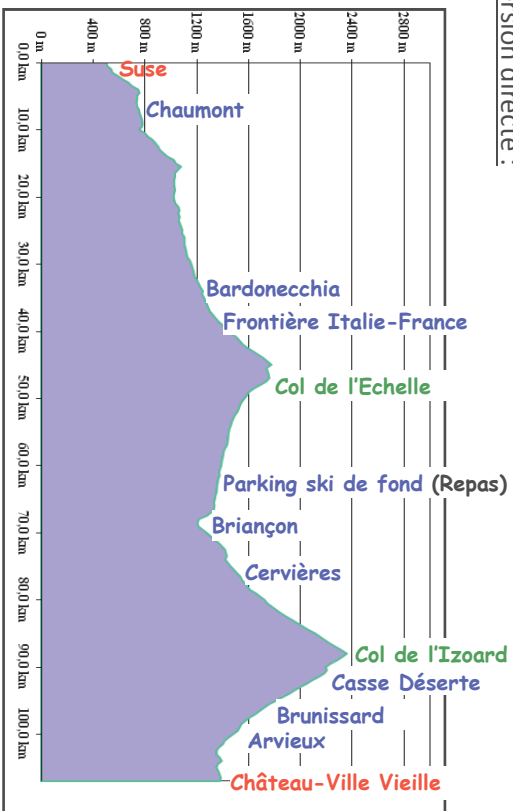 rsion directe :
0 m
400 m
800 m
1200 m
1600 m
2000 m
2400 m
2800 m
0,0 km
10,0 km
20,0 km
30,0 km
40,0 km
50,0 km
60,0 km
70,0 km
80,0 km
90,0 km
100,0 km
Suse
Chaumont
Bardonecchia
Frontière Italie-France
Col de l'Echelle
Parking ski de fond (Repas)
Briançon
Cervières
Col de l'Izoard
Casse Déserte
Brunissard
Arvieux
Château-Ville Vieille